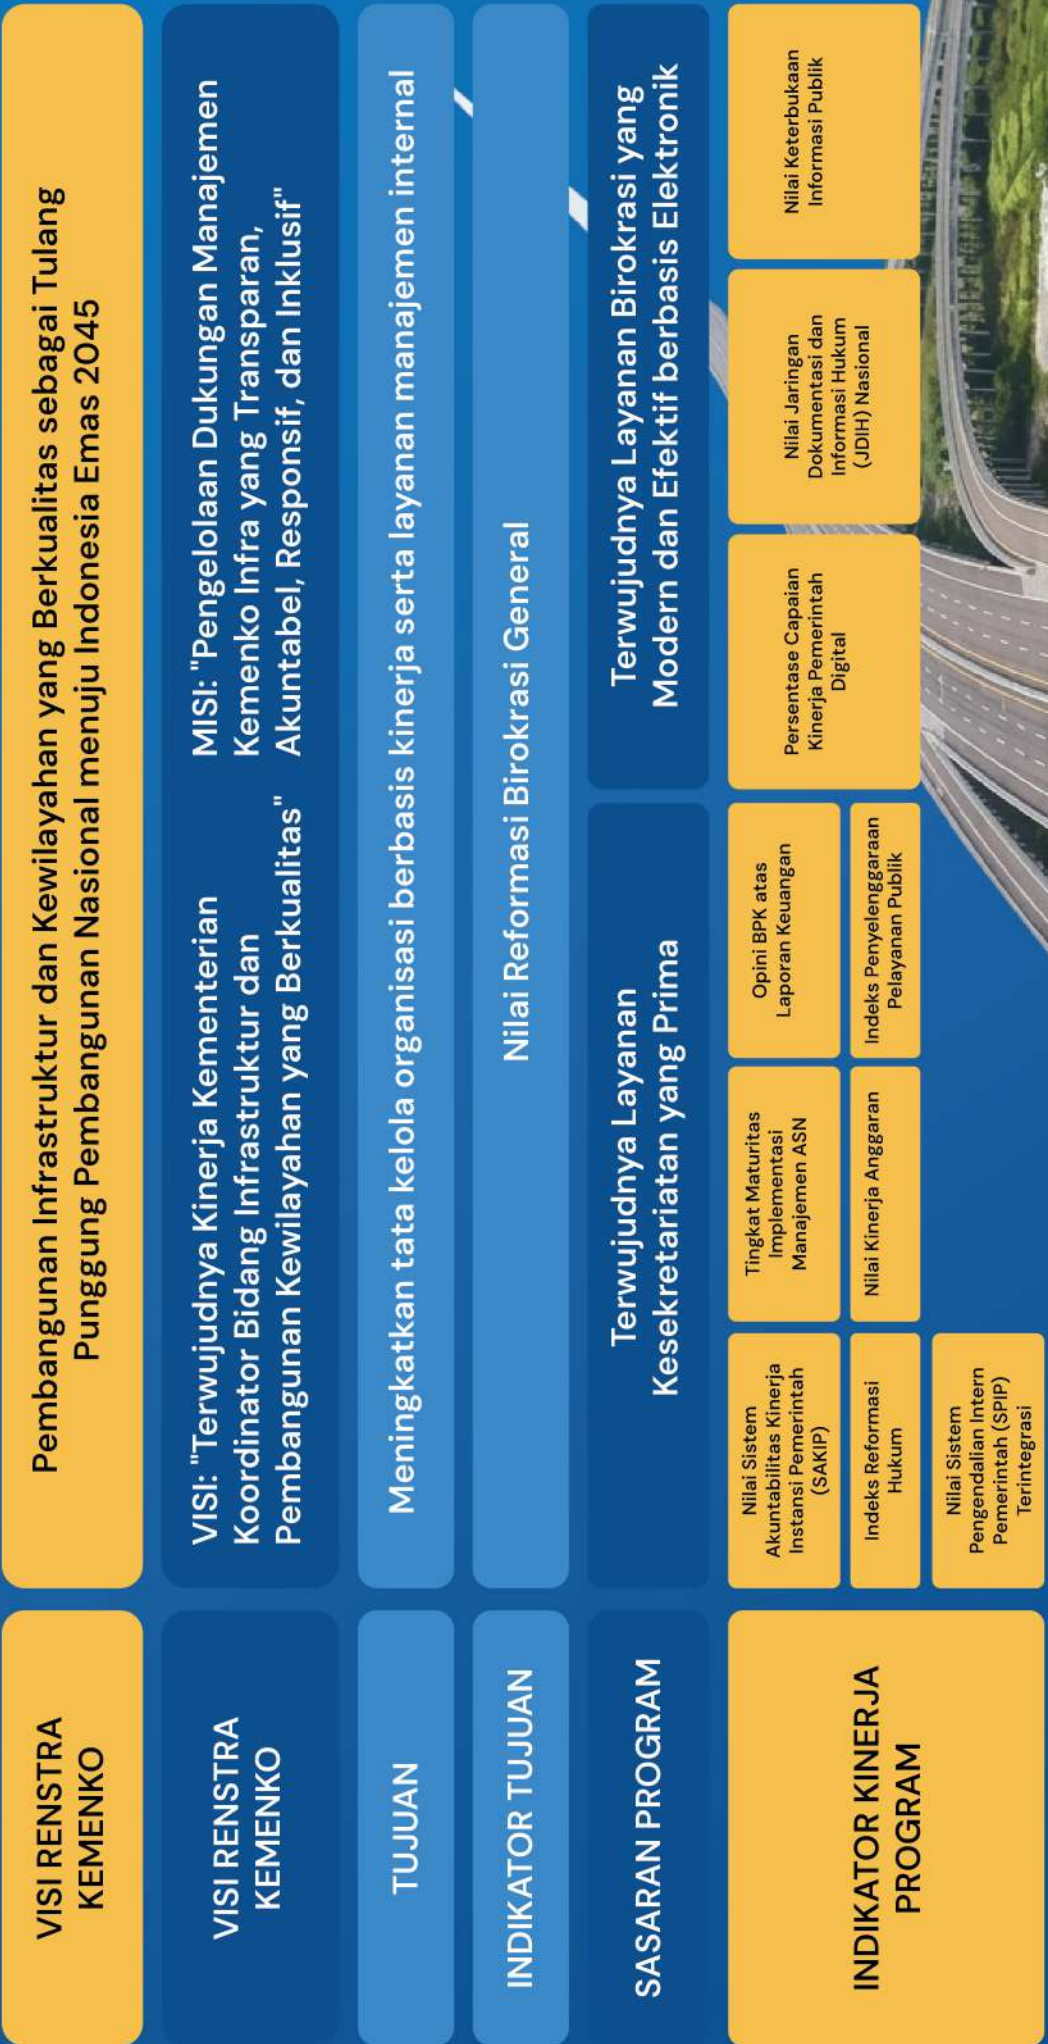 VISI RENSTRA
KEMENKO
Pembangunan Infrastruktur dan Kewilayahan yang Berkualitas sebagai Tulang
Punggung Pembangunan Nasional menuju Indonesia Emas 2045
VISI RENSTRA
KEMENKO
VISI: "Terwujudnya Kinerja Kementerian
Koordinator Bidang Infrastruktur dan
Pembangunan Kewilayahan yang Berkualitas"
MISI: "Pengelolaan Dukungan Manajemen
Kemenko Infra yang Transparan,
Akuntabel, Responsif, dan Inklusif"
TUJUAN
Meningkatkan tata kelola organisasi berbasis kinerja serta layanan manajemen internal
INDIKATOR TUJUAN
Nilai Reformasi Birokrasi General
SASARAN PROGRAM
Terwujudnya Layanan
Kesekretariatan yang Prima
Terwujudnya Layanan Birokrasi yang
Modern dan Efektif berbasis Elektronik
INDIKATOR KINERJA
PROGRAM
Nilai Sistem
Akuntabilitas Kinerja
Instansi Pemerintah
(SAKIP)
Tingkat Maturitas
Implementasi
Manajemen ASN
Opini BPK atas
Laporan Keuangan
Persentase Capaian
Kinerja Pemerintah
Digital
Nilai Jaringan
Dokumentasi dan
Informasi Hukum
(JDIH) Nasional
Nilai Keterbukaan
Informasi Publik
Indeks Reformasi
Hukum
Nilai Kinerja Anggaran
Indeks Penyelenggaraan
Pelayanan Publik
Nilai Sistem
Pengendalian Intern
Pemerintah (SPIP)
Terintegrasi